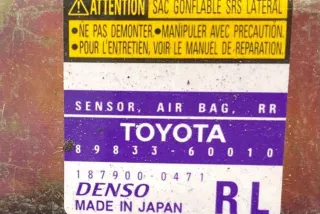 ATTENTION SAC GONFLABLE SRS LATERAL
•NE PAS DEMONTER •MANIPULER AVEC PRECAUTION.
•POUR L'ENTRETIEN, VOIR LE MANUEL DE REPARATION.
SENSOR, AIR BAG, RR
TOYOTA
89833-60010
187900-0471
DENSO
MADE IN JAPAN
RL